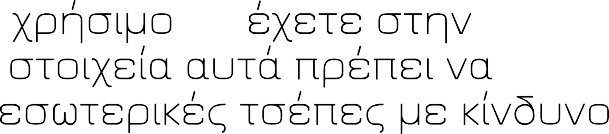 χρήσιμο έχετε στην
στοιχεία αυτά πρέπει να
εσωτερικές τσέπες με κίνδυνο